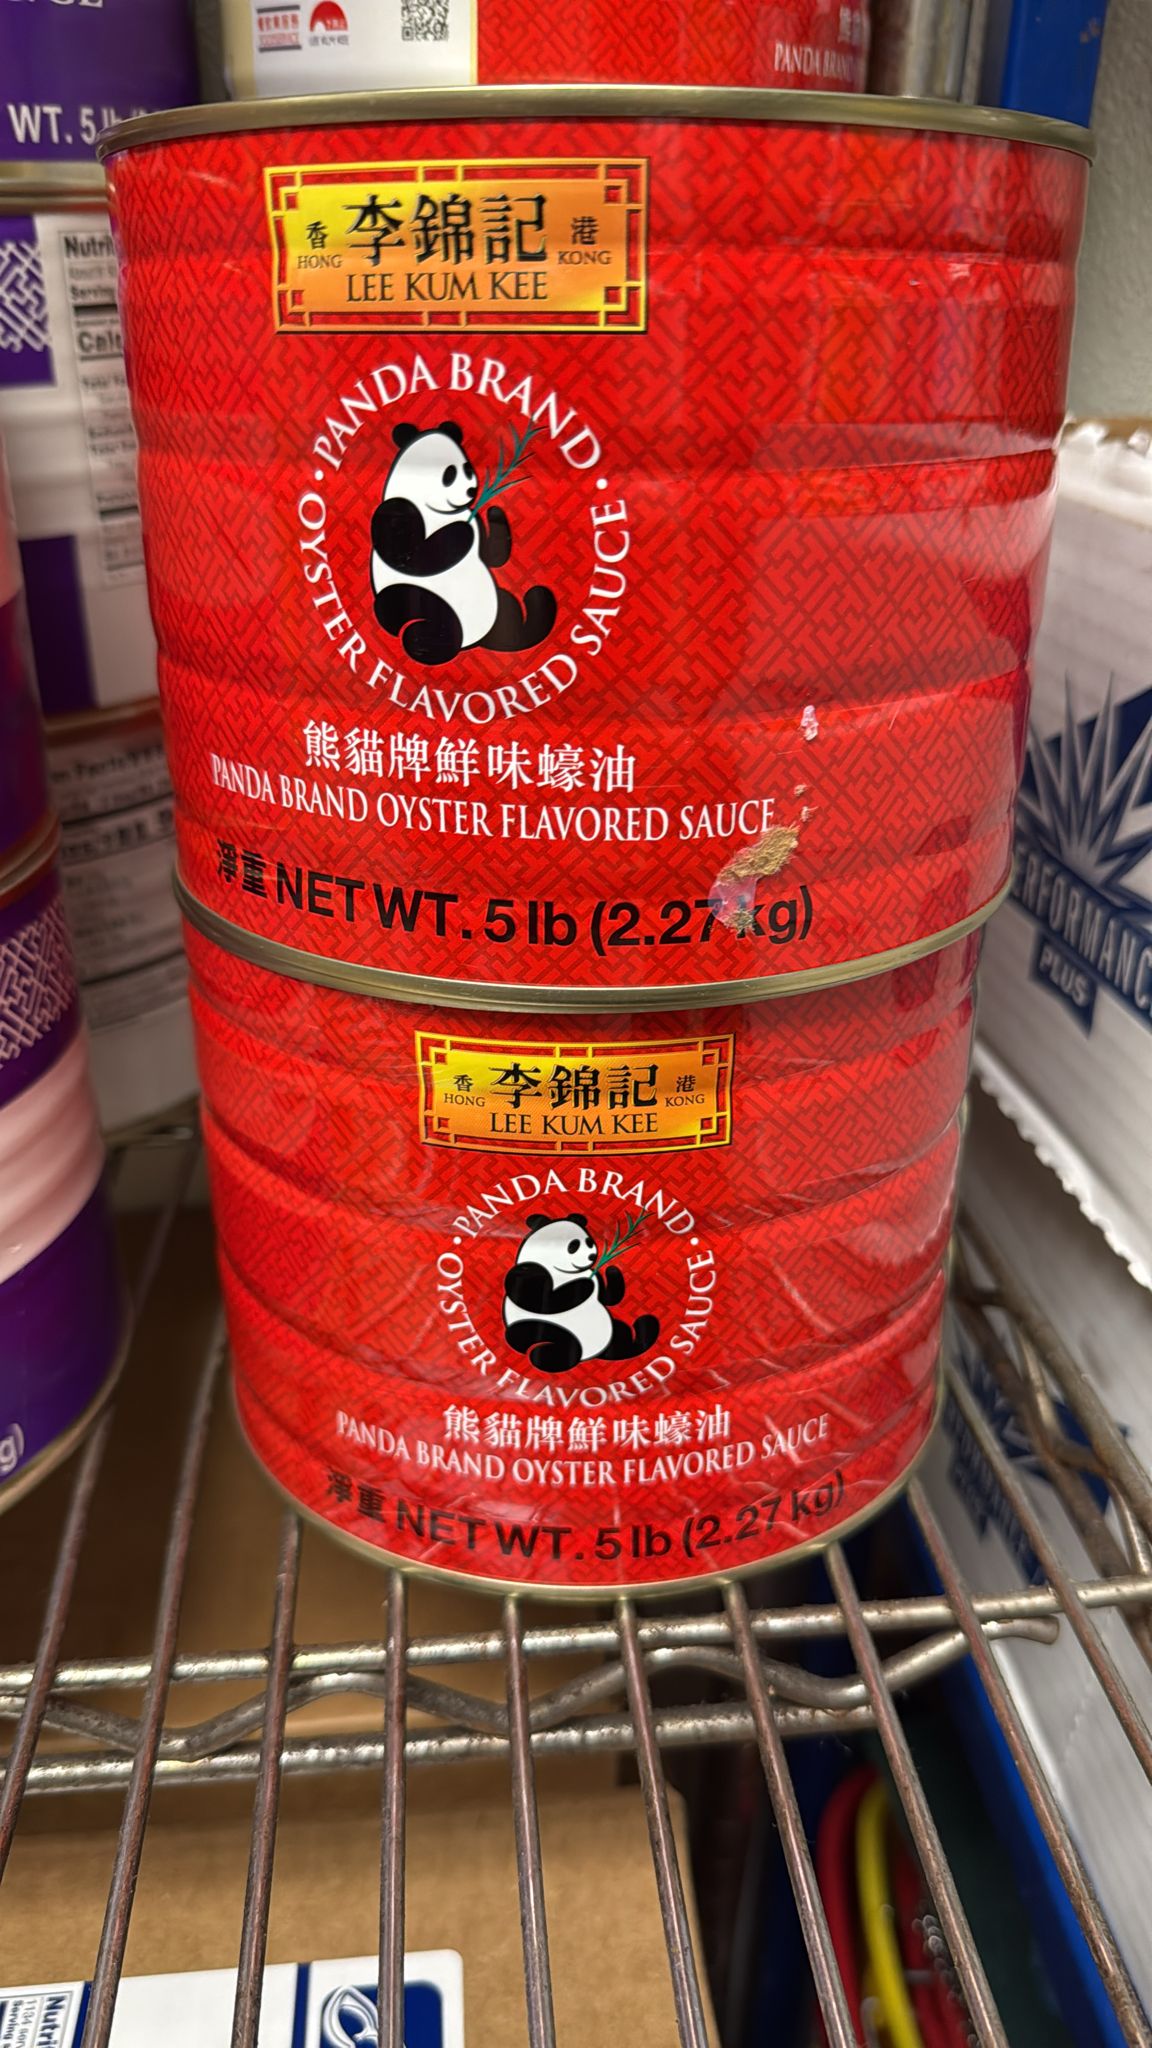 WT. 5 lb
PANDA BRAND
香 李錦記 港
HONG KONG
LEE KUM KEE
PANDA BRAND
OYSTER FLAVORED SAUCE
熊貓牌鮮味蠔油
PANDA BRAND OYSTER FLAVORED SAUCE
淨重 NET WT. 5 lb (2.27 kg)
香 李錦記 港
HONG KONG
LEE KUM KEE
PANDA BRAND
OYSTER FLAVORED SAUCE
熊貓牌鮮味蠔油
PANDA BRAND OYSTER FLAVORED SAUCE
淨重 NET WT. 5 lb (2.27 kg)
PERFORMANC
PLUS
Nutri